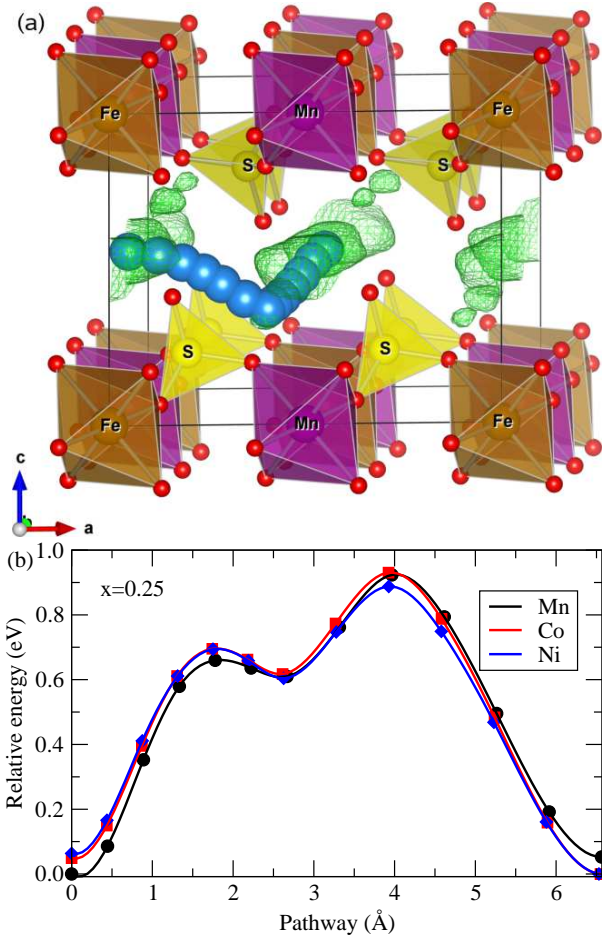 (a)
Fe
Mn
Fe
S
S
S
S
Fe
Mn
Fe
c
b
a
(b)
x=0.25
Mn
Co
Ni
Relative energy (eV)
1.0
0.8
0.6
0.4
0.2
0.0
0
1
2
3
4
5
6
Pathway (Å)